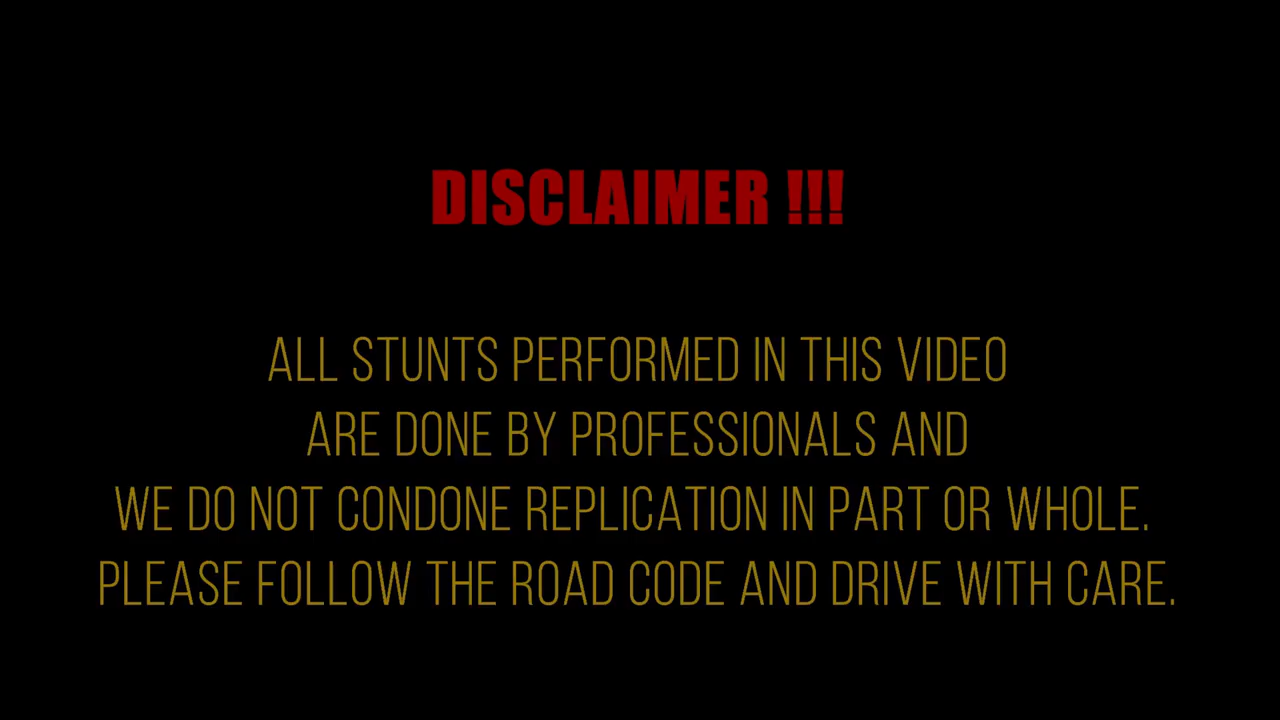 DISCLAIMER !!!
ALL STUNTS PERFORMED IN THIS VIDEO
ARE DONE BY PROFESSIONALS AND
WE DO NOT CONDONE REPLICATION IN PART OR WHOLE.
PLEASE FOLLOW THE ROAD CODE AND DRIVE WITH CARE.